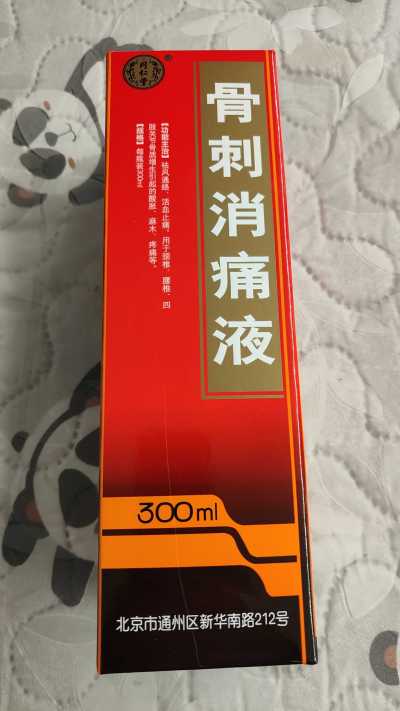 同仁堂
骨刺消痛液
【功能主治】祛风通络,活血止痛。用于颈椎,腰椎,四
肢关节骨质增生引起的酸胀,麻木,疼痛等。
【规格】每瓶装300ml
300ml
北京市通州区新华南路212号